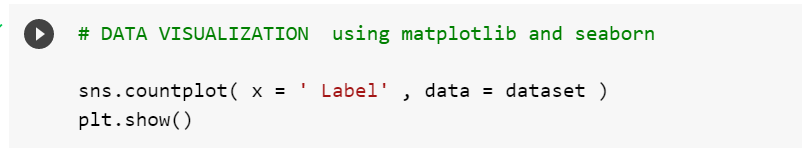 # DATA VISUALIZATION  using matplotlib and seaborn
sns.countplot( x = ' Label' , data = dataset )
plt.show()